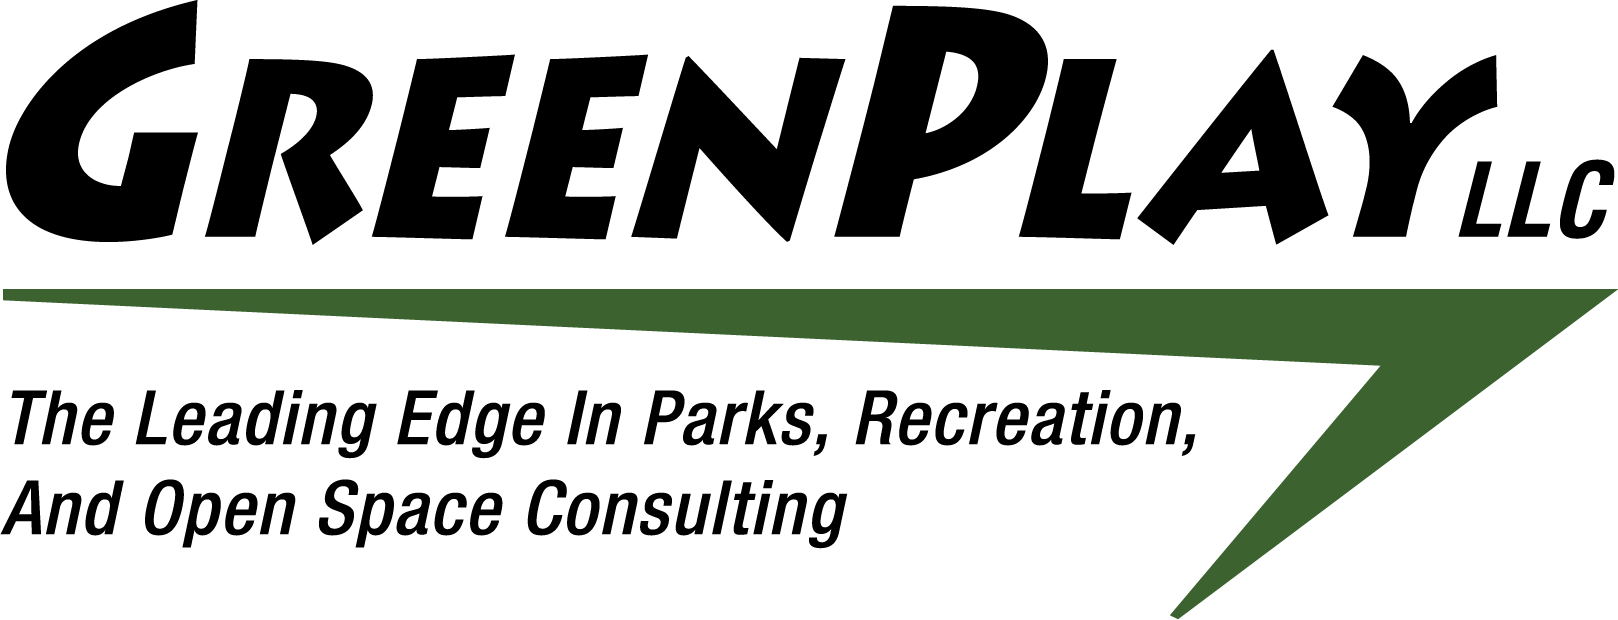 GREENPLAY LLC
The Leading Edge In Parks, Recreation,
And Open Space Consulting